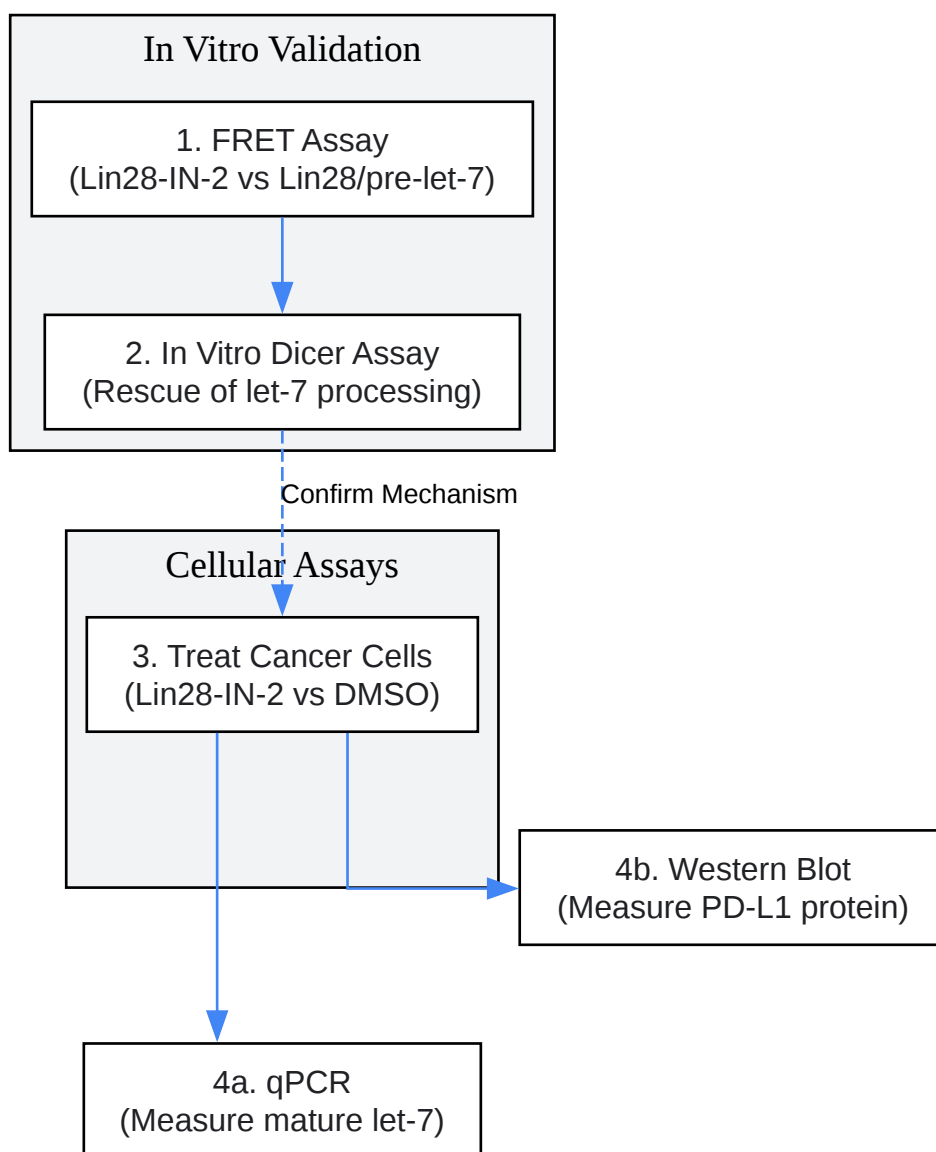 In Vitro Validation
1. FRET Assay
(Lin28-IN-2 vs Lin28/pre-let-7)
2. In Vitro Dicer Assay
(Rescue of let-7 processing)
Confirm Mechanism
Cellular Assays
3. Treat Cancer Cells
(Lin28-IN-2 vs DMSO)
4b. Western Blot
(Measure PD-L1 protein)
4a. qPCR
(Measure mature let-7)